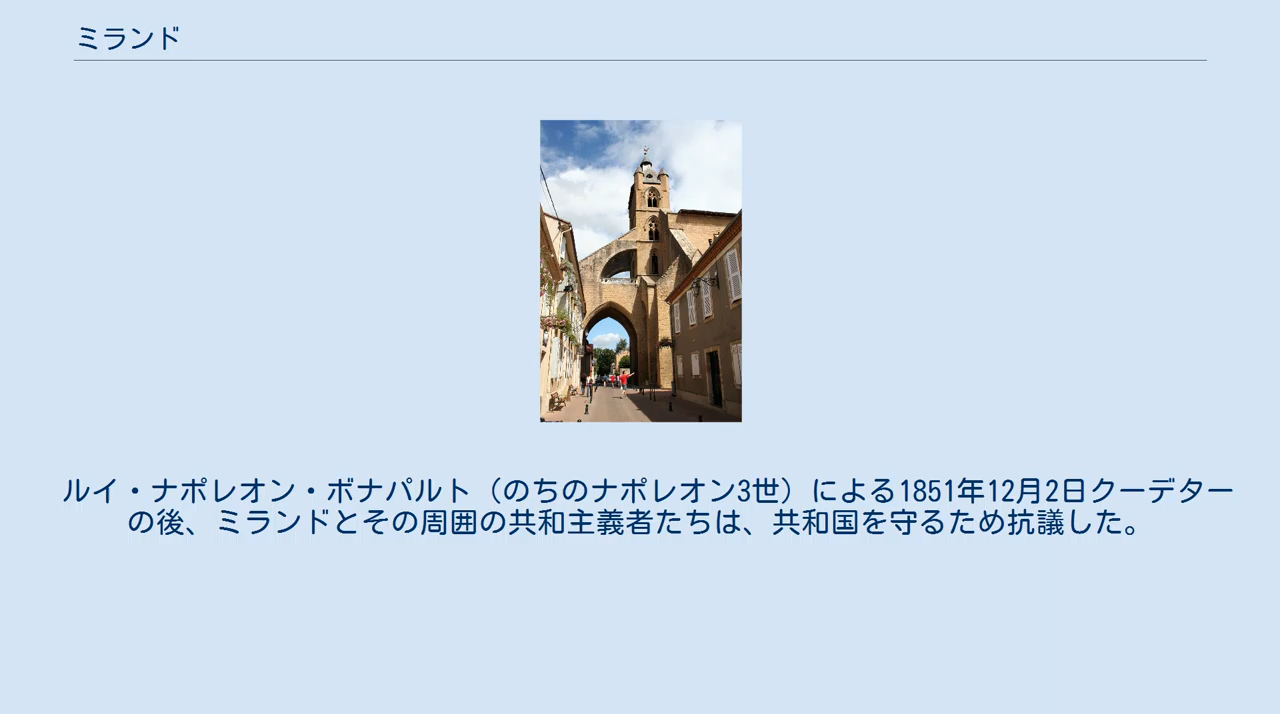 ミランド
ルイ・ナポレオン・ボナパルト（のちのナポレオン3世）による1851年12月2日クーデター
の後、ミランドとその周囲の共和主義者たちは、共和国を守るため抗議した。